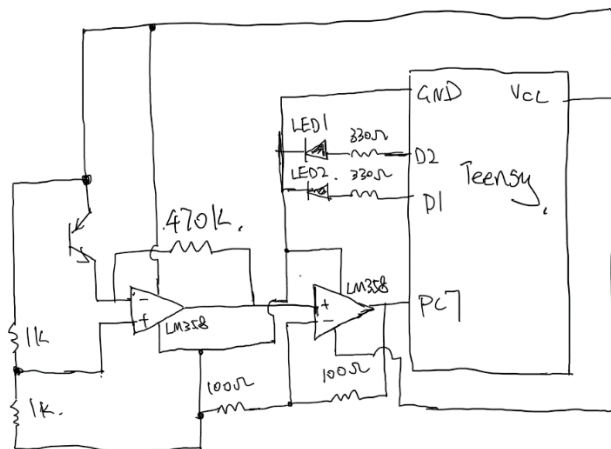 GND VCC
LED1
330Ω
D2
LED2.
330Ω
Teensy.
D1
470k.
-
+
LM358
+
-
LM358
PC7
1k
100Ω
100Ω
1k.